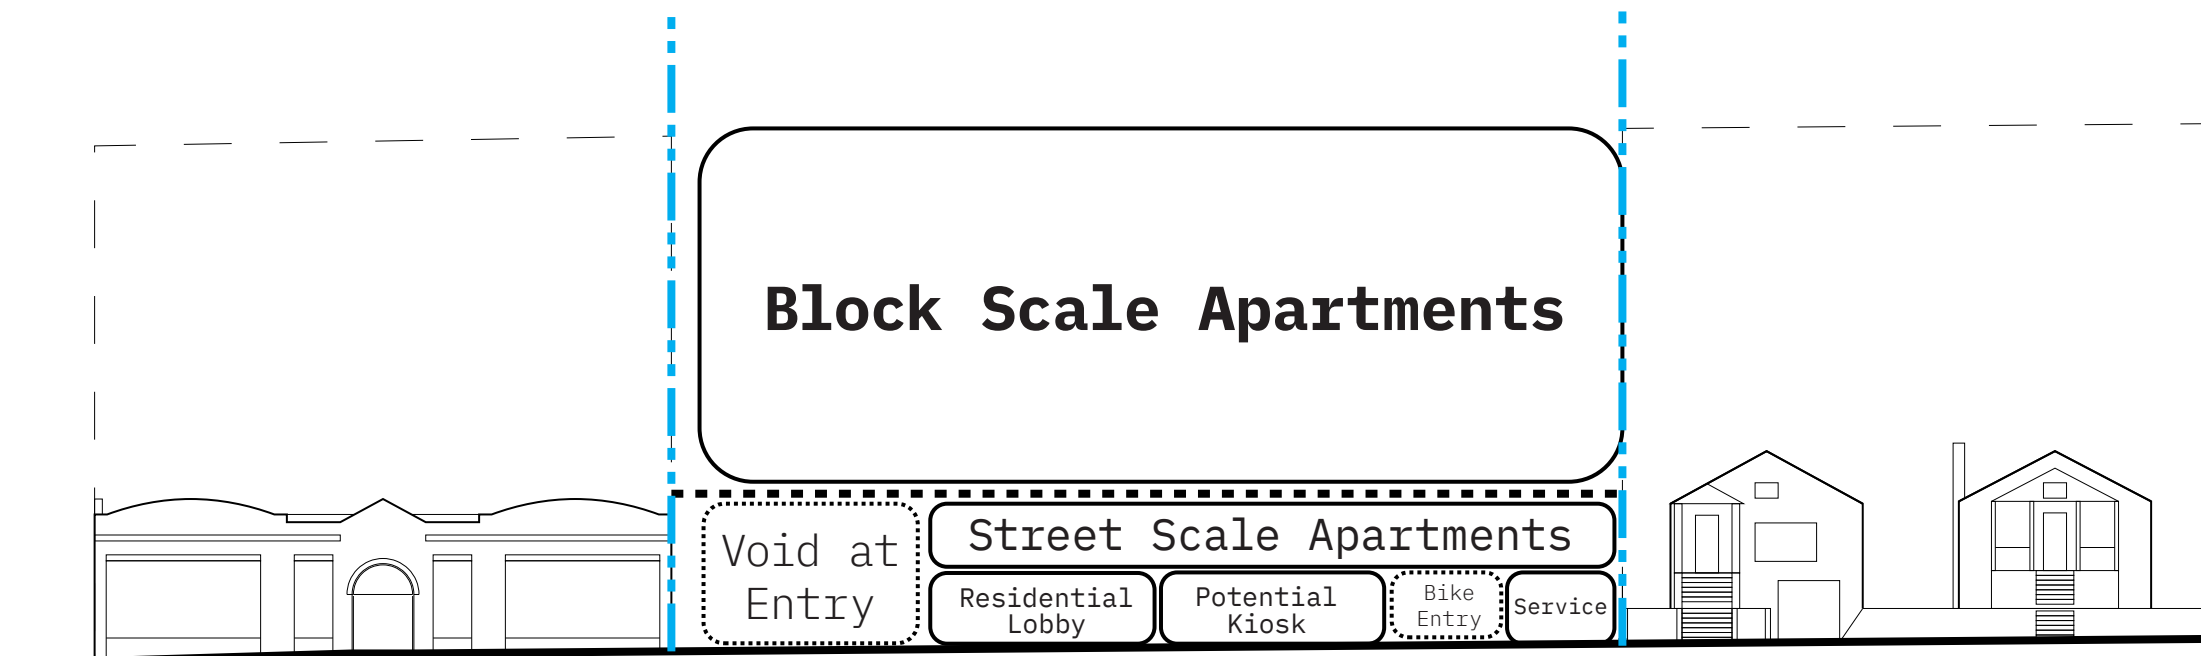 Block Scale Apartments
Void at
Entry
Street Scale Apartments
Residential
Lobby
Potential
Kiosk
Bike
Entry
Service